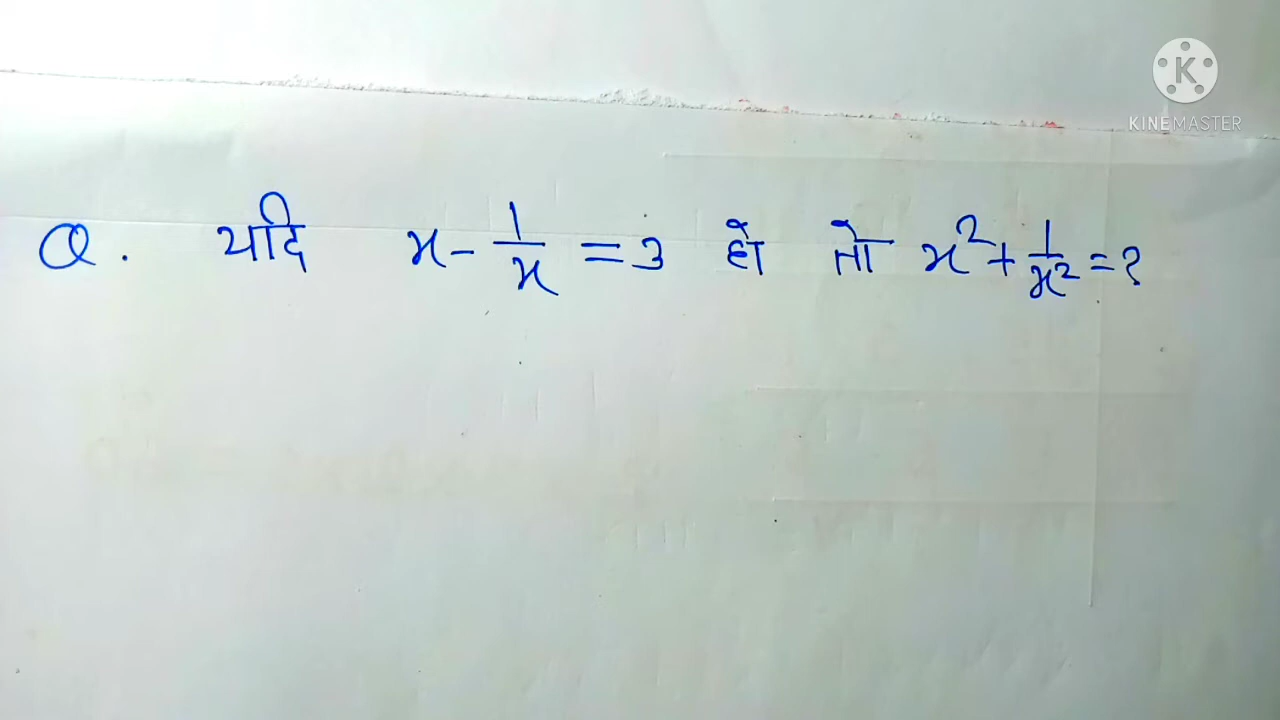 K
KINEMASTER
Q. यदि x - 1/x = 3 हो तो x² + 1/x² = ?